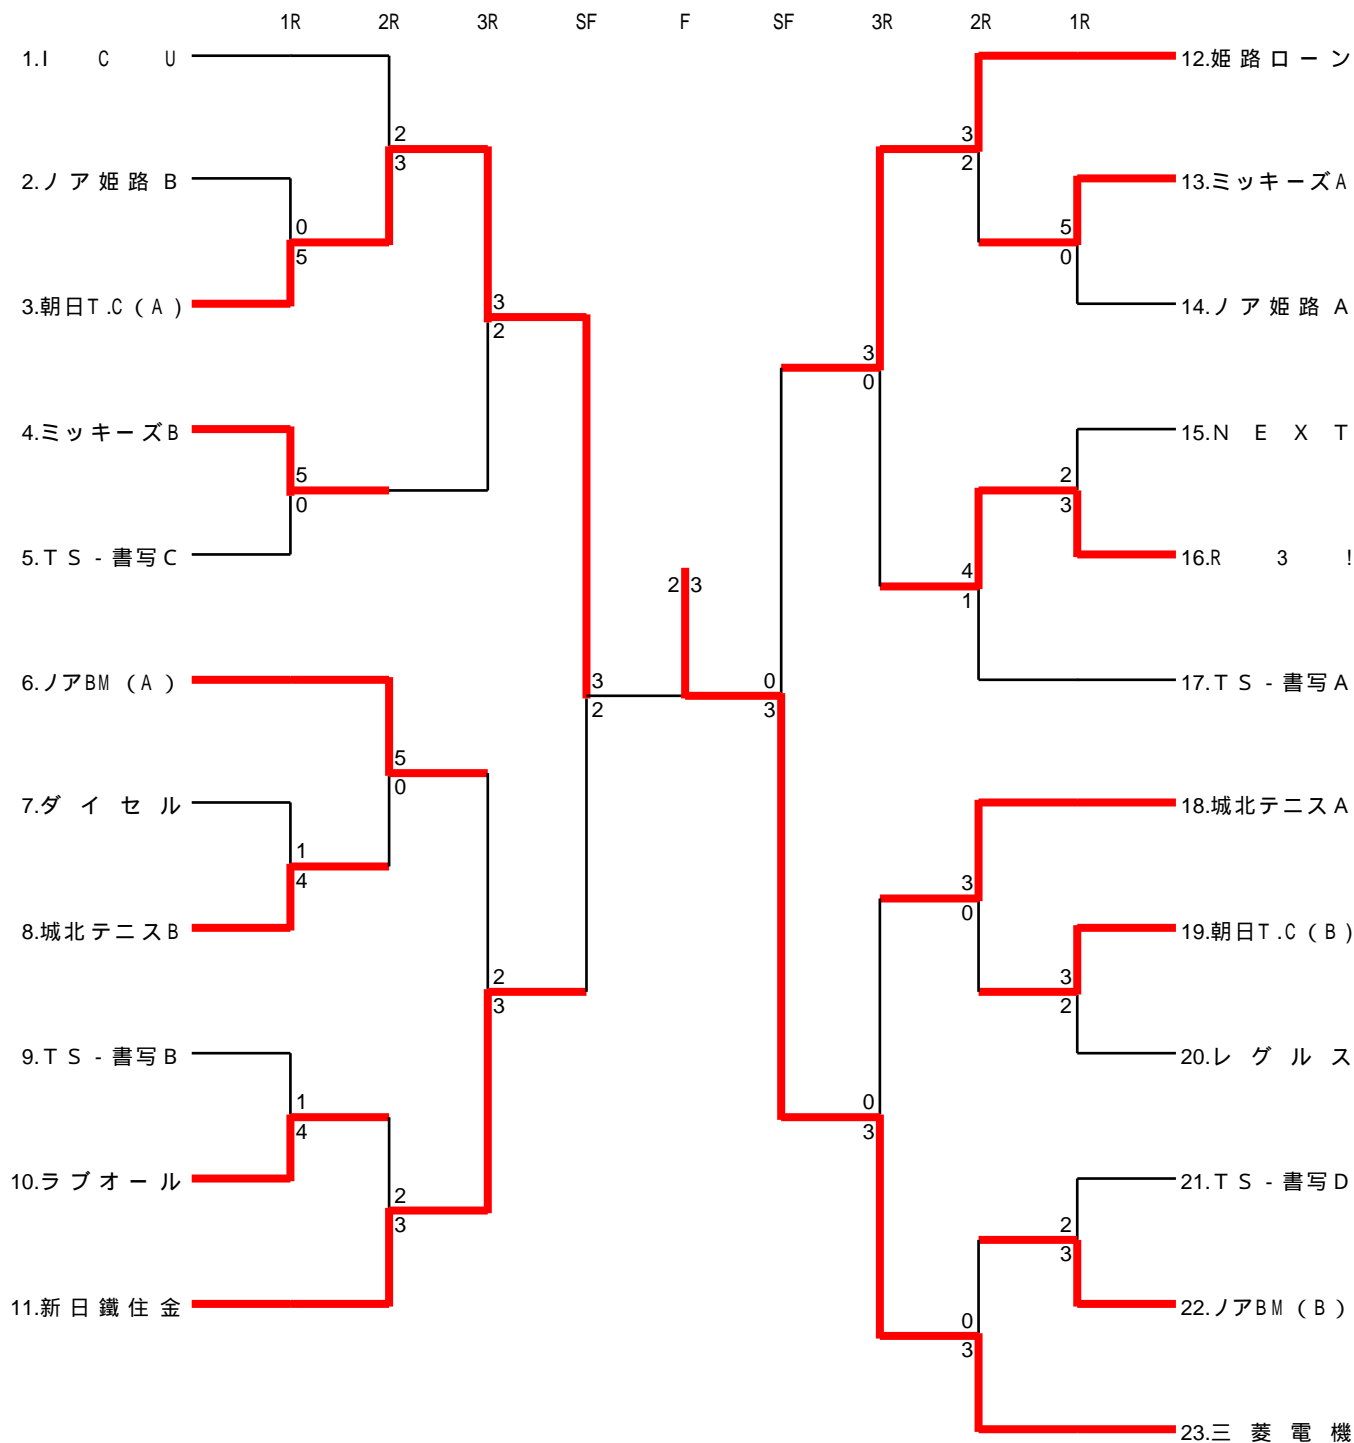 1R 2R 3R SF F SF 3R 2R 1R
1.I C U
12.姫路ローン
2
3
3
2
2.ノア姫路 B
13.ミッキーズA
0
5
5
0
3.朝日T.C(A)
14.ノア姫路 A
3
2
3
0
4.ミッキーズB
15.N E X T
5
0
2
3
5.TS-書写C
16.R 3 !
2 3
4
1
6.ノアBM(A)
17.TS-書写A
3
2
0
3
5
0
7.ダイセル
18.城北テニスA
1
4
3
0
8.城北テニスB
19.朝日T.C(B)
2
3
3
2
9.TS-書写B
20.レグルス
1
4
0
3
10.ラブオール
21.TS-書写D
2
3
2
3
11.新日鐵住金
22.ノアBM(B)
0
3
23.三菱電機